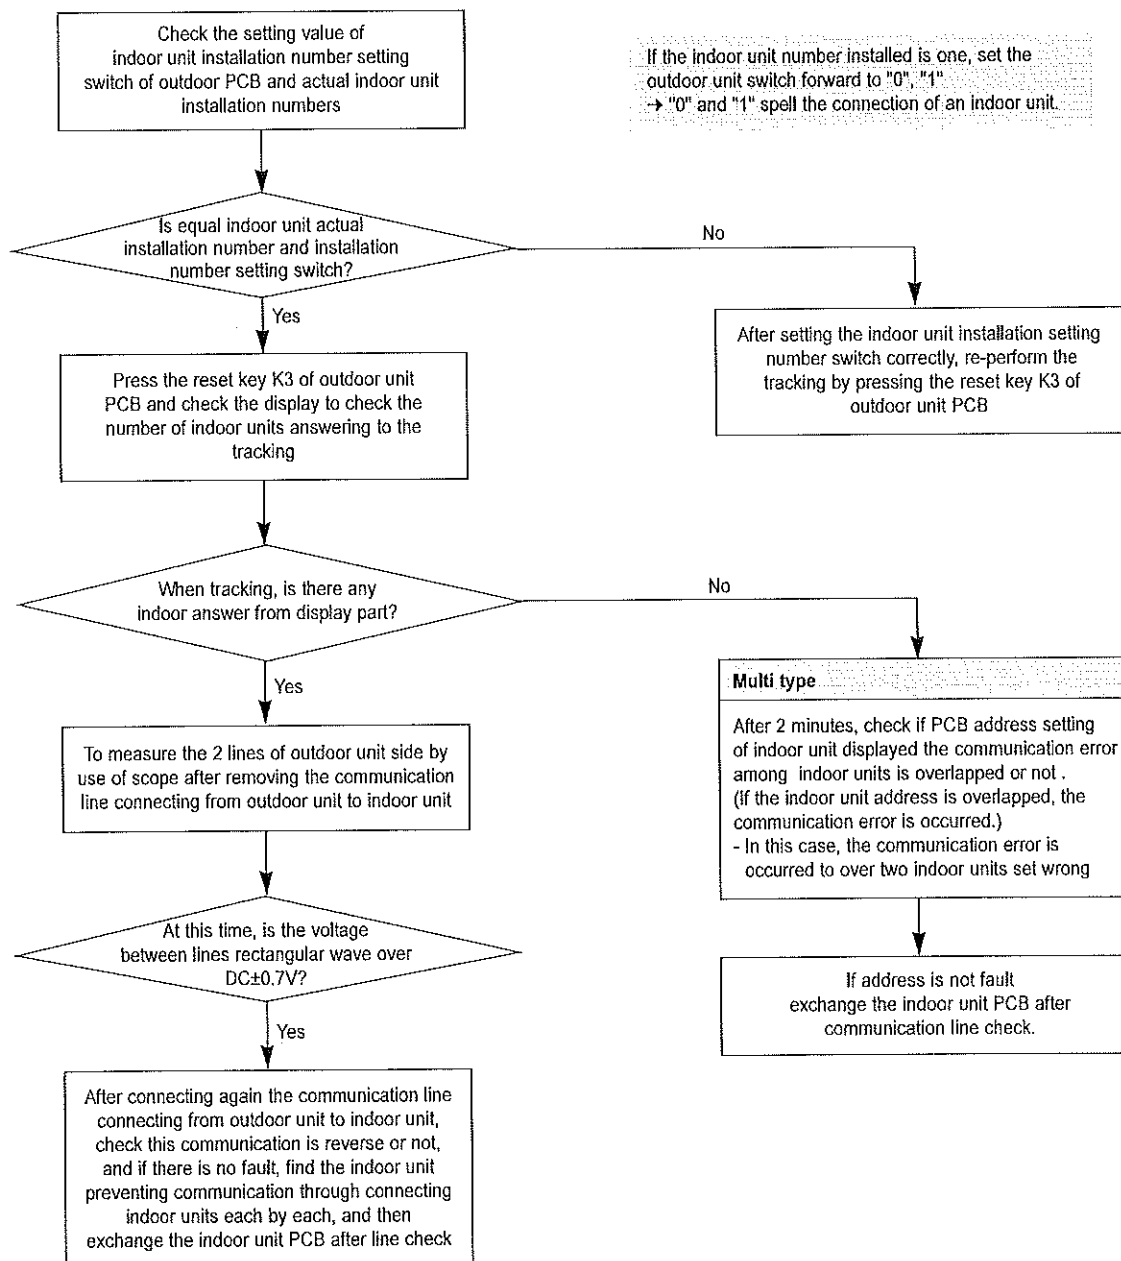 Check the setting value of
indoor unit installation number setting
switch of outdoor PCB and actual indoor unit
installation numbers
If the indoor unit number installed is one, set the
outdoor unit switch forward to "0", "1"
→ "0" and "1" spell the connection of an indoor unit.
Is equal indoor unit actual
installation number and installation
number setting switch?
No
Yes
After setting the indoor unit installation setting
number switch correctly, re-perform the
tracking by pressing the reset key K3 of
outdoor unit PCB
Press the reset key K3 of outdoor unit
PCB and check the display to check the
number of indoor units answering to the
tracking
When tracking, is there any
indoor answer from display part?
No
Yes
Multi type
After 2 minutes, check if PCB address setting
of indoor unit displayed the communication error
among indoor units is overlapped or not .
(If the indoor unit address is overlapped, the
communication error is occurred.)
- In this case, the communication error is
occurred to over two indoor units set wrong
To measure the 2 lines of outdoor unit side by
use of scope after removing the communication
line connecting from outdoor unit to indoor unit
At this time, is the voltage
between lines rectangular wave over
DC±0.7V?
Yes
If address is not fault
exchange the indoor unit PCB after
communication line check.
After connecting again the communication line
connecting from outdoor unit to indoor unit,
check this communication is reverse or not,
and if there is no fault, find the indoor unit
preventing communication through connecting
indoor units each by each, and then
exchange the indoor unit PCB after line check